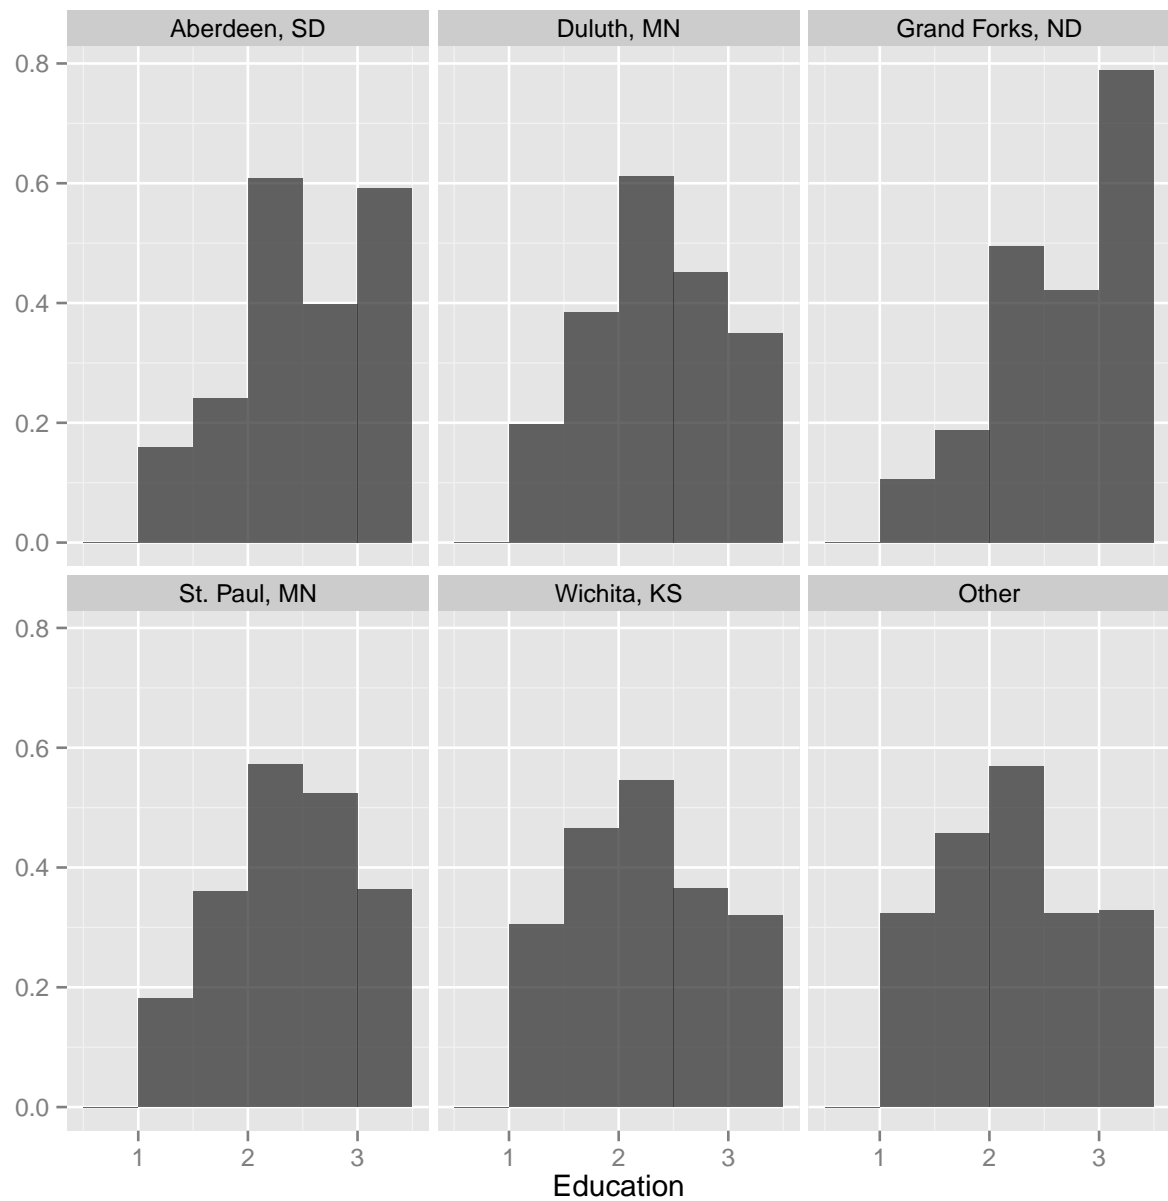 Aberdeen, SD Duluth, MN Grand Forks, ND
0.8
0.6
0.4
0.2
0.0
St. Paul, MN Wichita, KS Other
0.8
0.6
0.4
0.2
0.0
1 2 3 1 2 3 1 2 3
Education